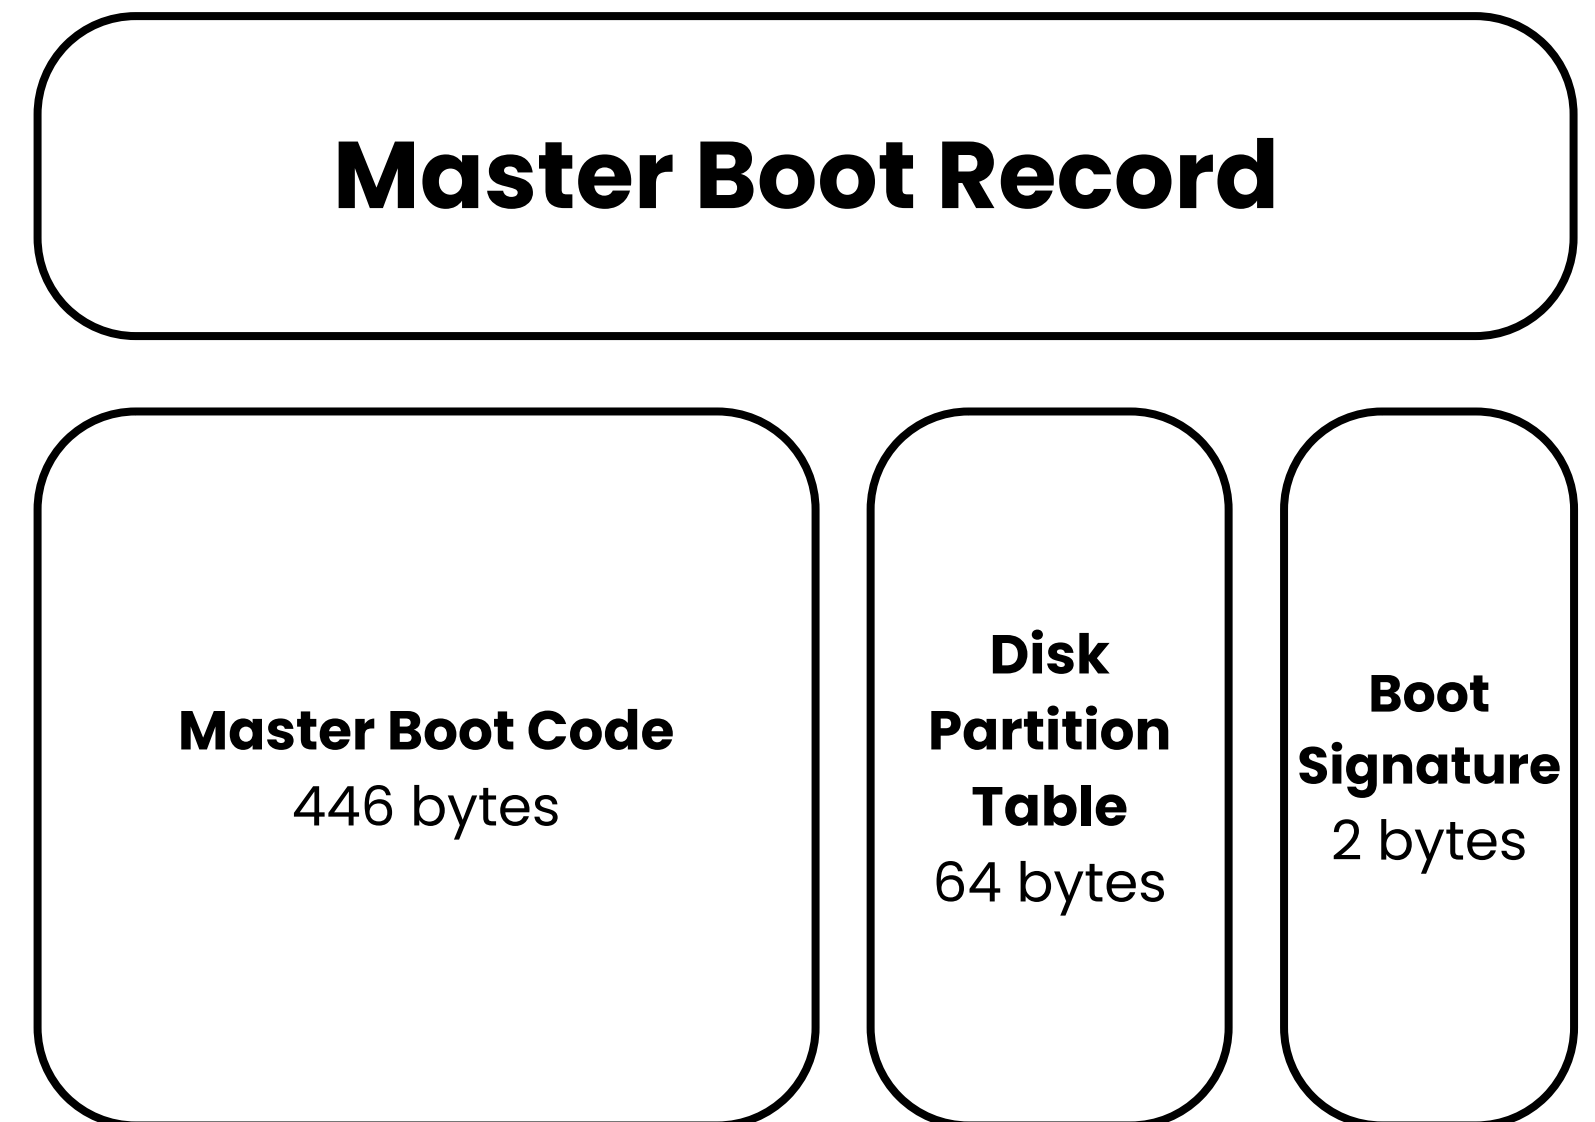 Master Boot Record
Master Boot Code
446 bytes
Disk
Partition
Table
64 bytes
Boot
Signature
2 bytes